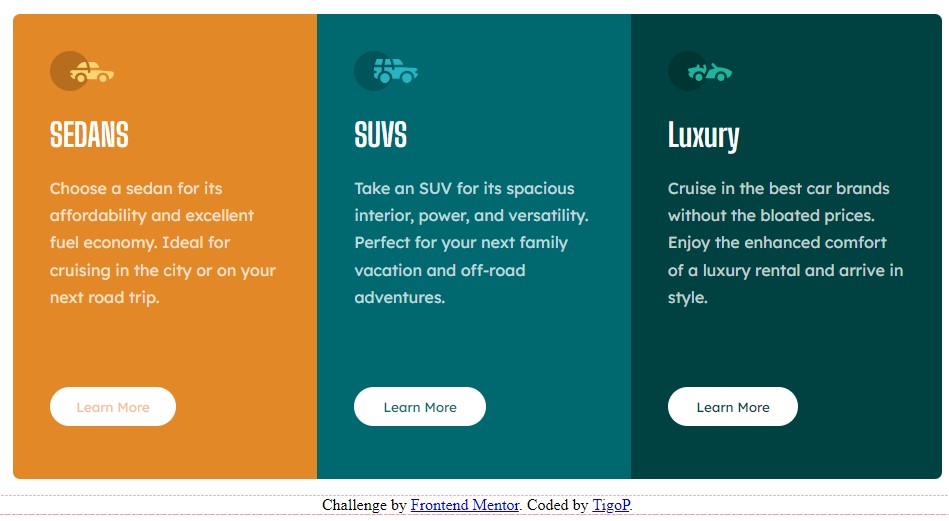 SEDANS
Choose a sedan for its
affordability and excellent
fuel economy. Ideal for
cruising in the city or on your
next road trip.
Learn More
SUVS
Take an SUV for its spacious
interior, power, and versatility.
Perfect for your next family
vacation and off-road
adventures.
Learn More
Luxury
Cruise in the best car brands
without the bloated prices.
Enjoy the enhanced comfort
of a luxury rental and arrive in
style.
Learn More
Challenge by Frontend Mentor. Coded by TigoP.